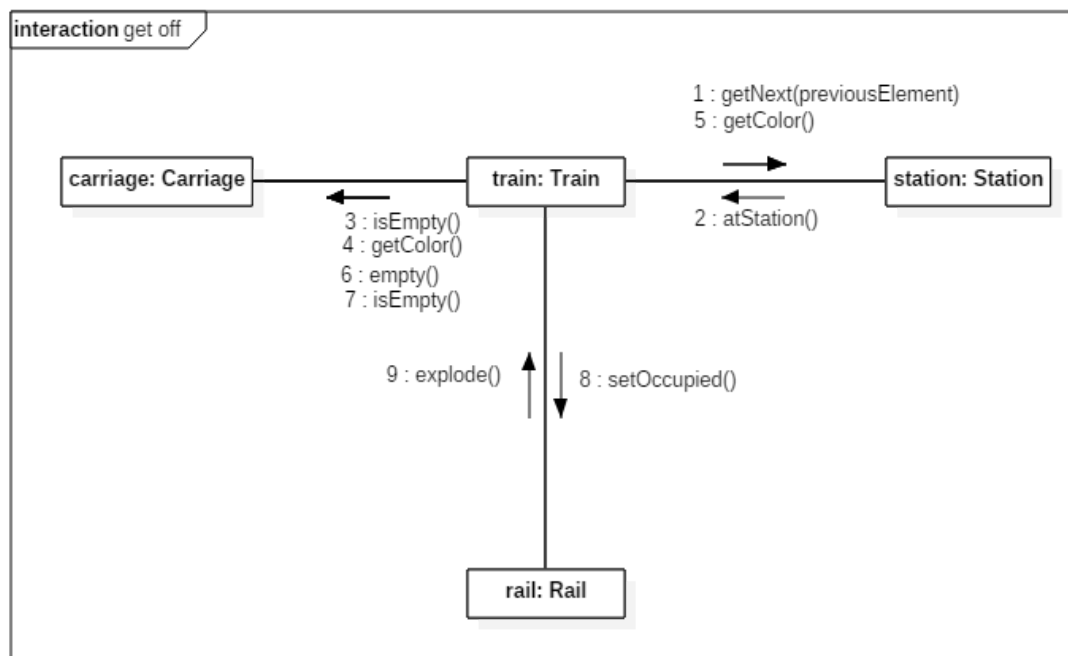 interaction get off
1 : getNext(previousElement)
5 : getColor()
carriage: Carriage
train: Train
station: Station
3 : isEmpty()
4 : getColor()
6 : empty()
7 : isEmpty()
2 : atStation()
9 : explode()
8 : setOccupied()
rail: Rail